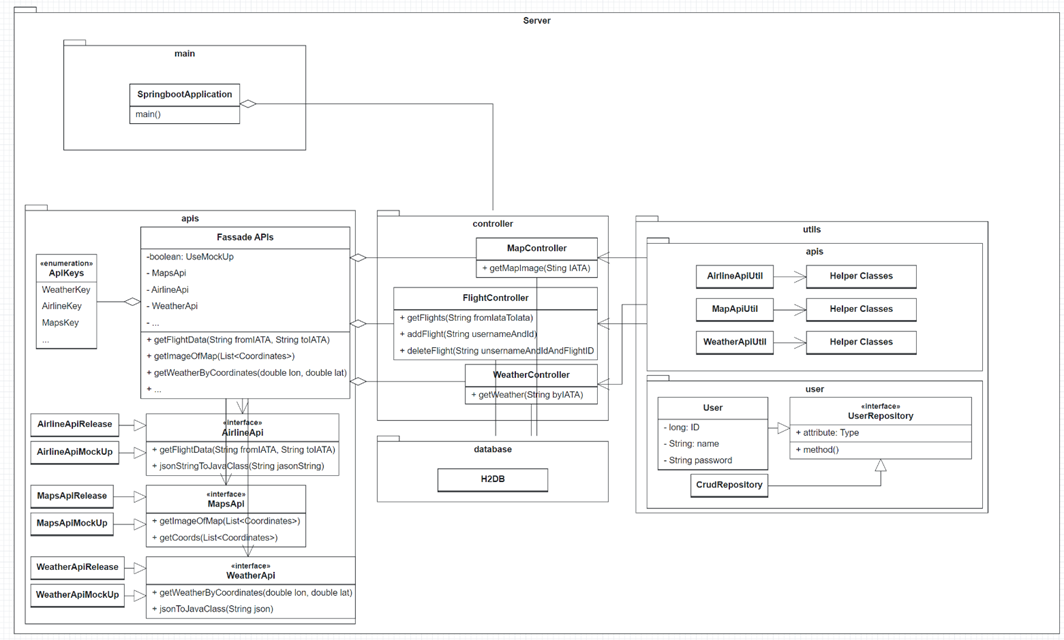 Server
main
SpringbootApplication
main()
apis
Fassade APIs
-boolean: UseMockUp
- MapsApi
- AirlineApi
- WeatherApi
- ...
+ getFlightData(String fromIATA, String toIATA)
+ getImageOfMap(List<Coordinates>)
+ getWeatherByCoordinates(double lon, double lat)
+ ...
«enumeration»
ApiKeys
WeatherKey
AirlineKey
MapsKey
...
AirlineApiRelease
AirlineApiMockUp
«interface»
AirlineApi
+ getFlightData(String fromIATA, String toIATA)
+ jsonStringToJavaClass(String jasonString)
MapsApiRelease
MapsApiMockUp
«interface»
MapsApi
+ getImageOfMap(List<Coordinates>)
+ getCoords(List<Coordinates>)
WeatherApiRelease
WeatherApiMockUp
«interface»
WeatherApi
+ getWeatherByCoordinates(double lon, double lat)
+ jsonToJavaClass(String json)
controller
MapController
+ getMapImage(Sting IATA)
FlightController
+ getFlights(String fromIataToIata)
+ addFlight(String usernameAndId)
+ deleteFlight(String unsernameAndIdAndFlightID
WeatherController
+ getWeather(String byIATA)
database
H2DB
utils
apis
AirlineApiUtil
Helper Classes
MapApiUtil
Helper Classes
WeatherApiUtil
Helper Classes
user
User
- long: ID
- String: name
- String password
«interface»
UserRepository
+ attribute: Type
+ method()
CrudRepository